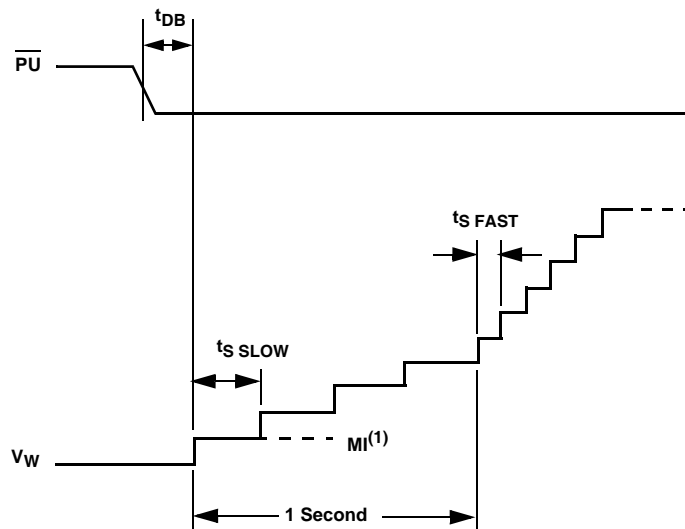 tDB
PU
tS FAST
tS SLOW
MI(1)
VW
1 Second